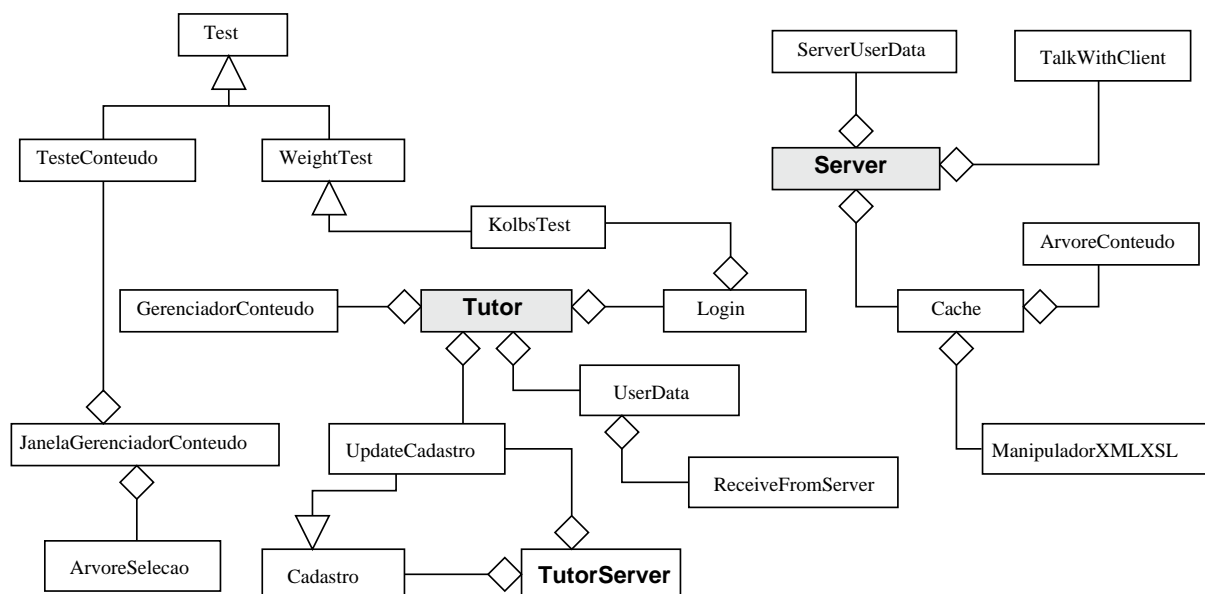 Test
ServerUserData
TalkWithClient
TesteConteudo
WeightTest
Server
KolbsTest
ArvoreConteudo
GerenciadorConteudo
Tutor
Login
Cache
UserData
JanelaGerenciadorConteudo
UpdateCadastro
ManipuladorXMLXSL
ReceiveFromServer
ArvoreSelecao
Cadastro
TutorServer